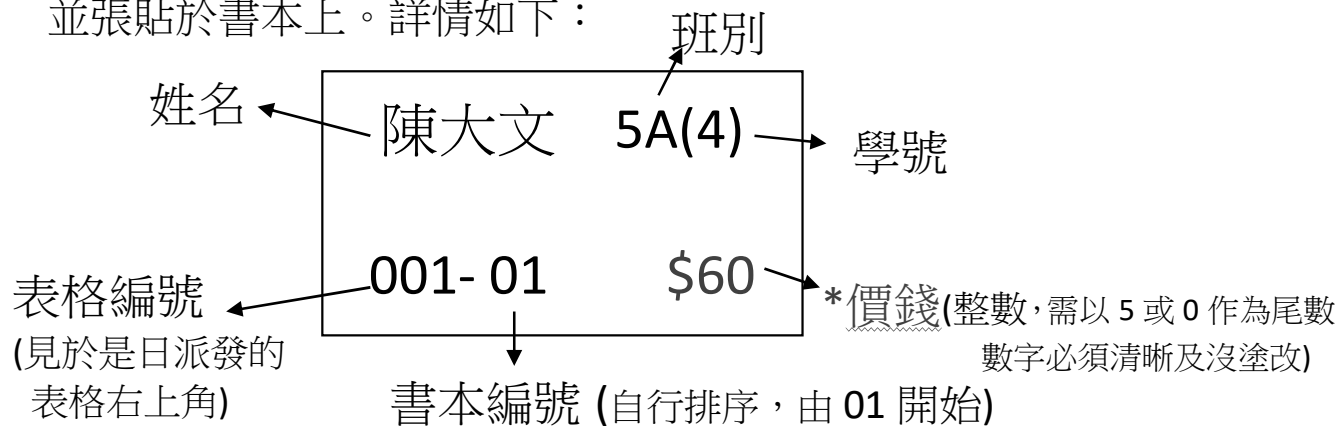 並張貼於書本上。詳情如下：
班別
姓名
陳大文 5A(4)
學號
001- 01 $60
表格編號
(見於是日派發的
表格右上角)
*價錢(整數，需以 5 或 0 作為尾數
數字必須清晰及沒塗改)
書本編號 (自行排序，由 01 開始)